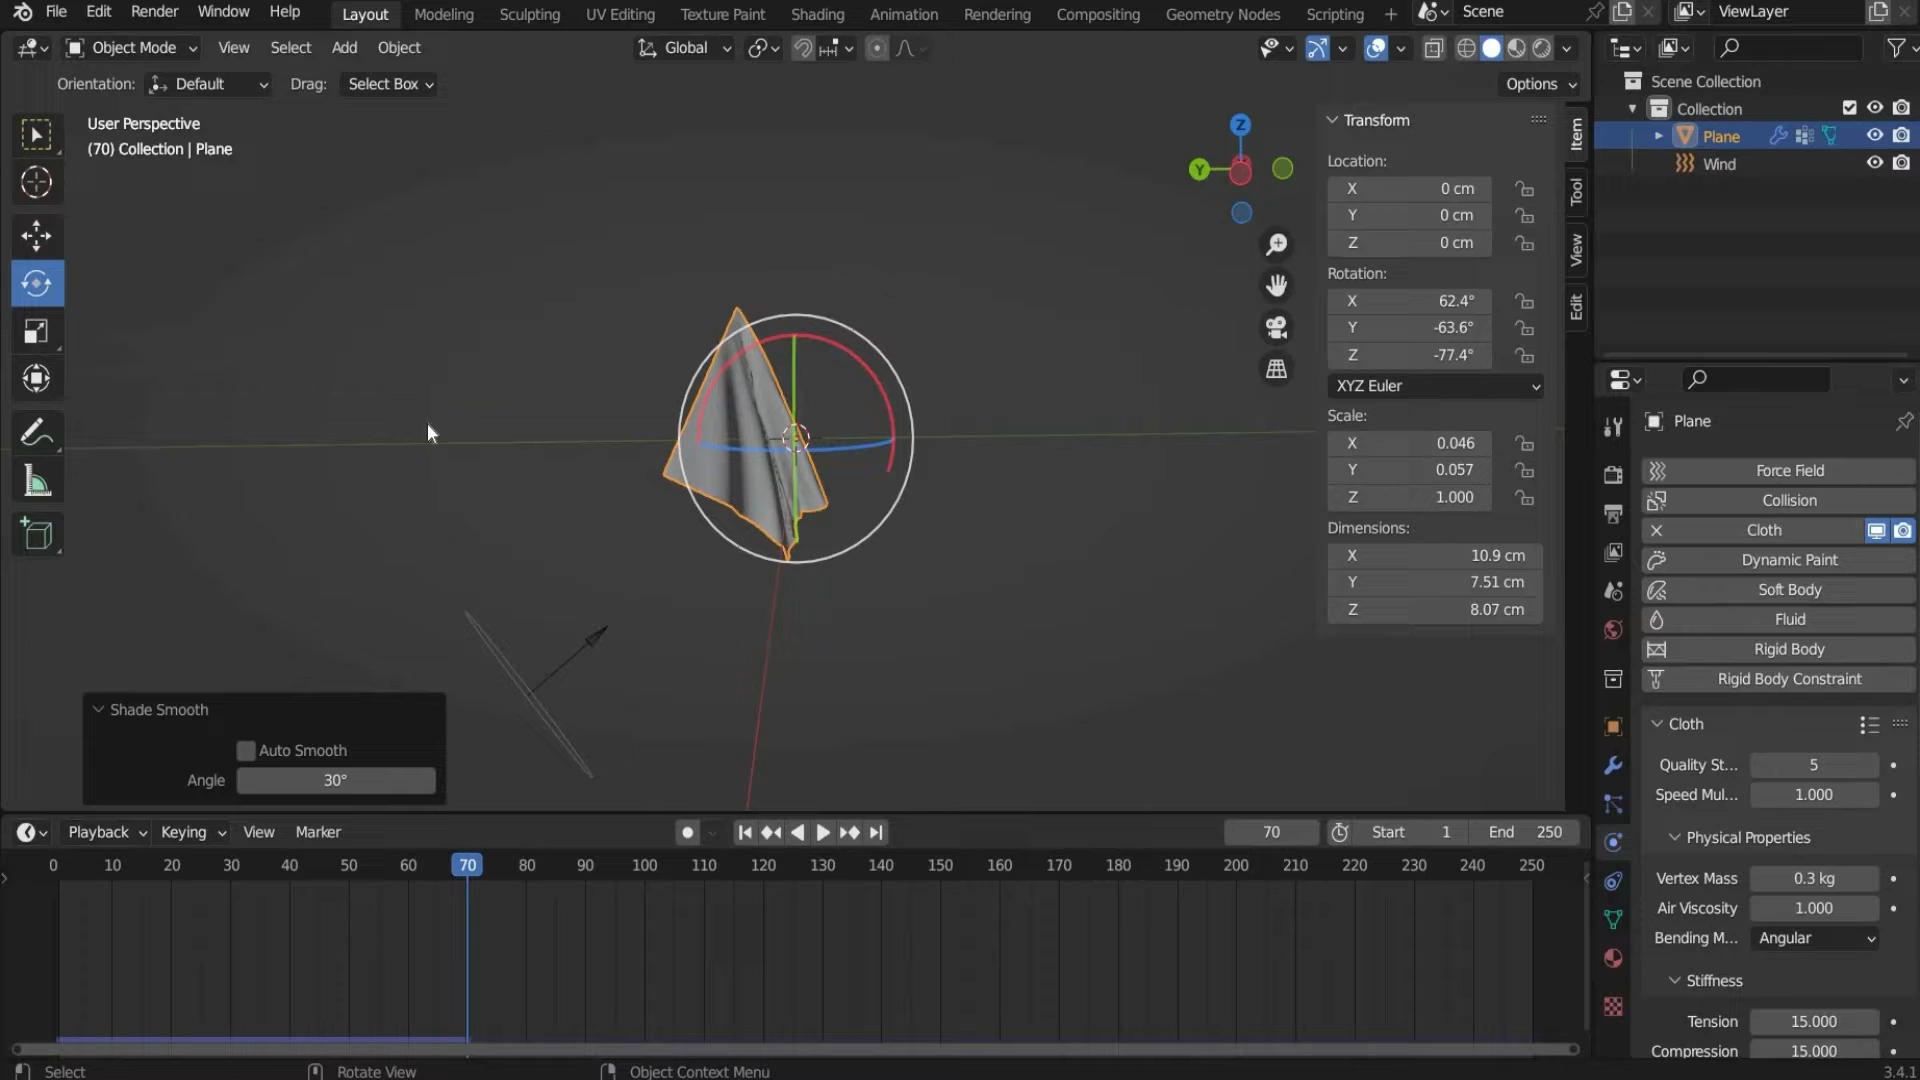 File Edit Render Window Help Layout Modeling Sculpting UV Editing Texture Paint Shading Animation Rendering Compositing Geometry Nodes Scripting + Scene ViewLayer
Object Mode View Select Add Object Global
Orientation: Default Drag: Select Box Options
User Perspective
(70) Collection | Plane
Z
Y
Transform
Location:
X 0 cm
Y 0 cm
Z 0 cm
Rotation:
X 62.4°
Y -63.6°
Z -77.4°
XYZ Euler
Scale:
X 0.046
Y 0.057
Z 1.000
Dimensions:
X 10.9 cm
Y 7.51 cm
Z 8.07 cm
Item
Tool
View
Edit
Scene Collection
Collection
Plane
Wind
Plane
Force Field
Collision
Cloth
Dynamic Paint
Soft Body
Fluid
Rigid Body
Rigid Body Constraint
Cloth
Quality St... 5
Speed Mul... 1.000
Physical Properties
Vertex Mass 0.3 kg
Air Viscosity 1.000
Bending M... Angular
Stiffness
Tension 15.000
Compression 15.000
Shade Smooth
Auto Smooth
Angle 30°
Playback Keying View Marker 70 Start 1 End 250
0 10 20 30 40 50 60 70 80 90 100 110 120 130 140 150 160 170 180 190 200 210 220 230 240 250
Select Rotate View Object Context Menu 3.4.1